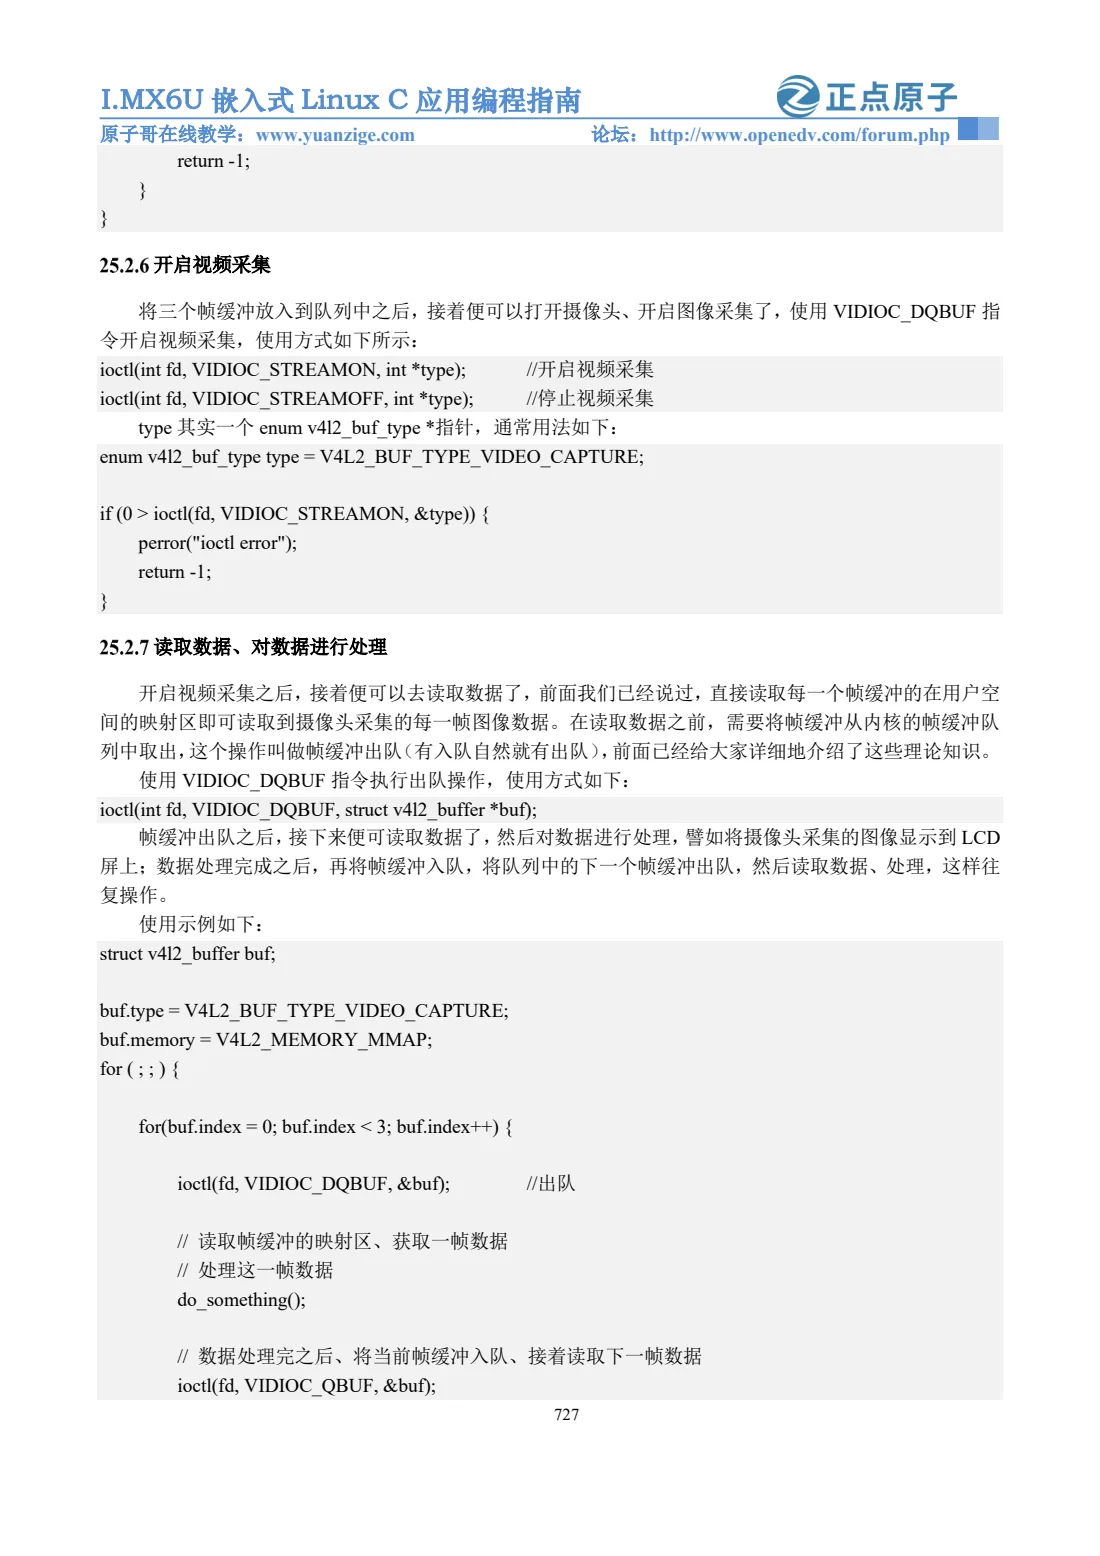 I.MX6U 嵌入式 Linux C 应用编程指南
正点原子
原子哥在线教学：www.yuanzige.com 论坛：http://www.openedv.com/forum.php
return -1;
}
}
25.2.6 开启视频采集
将三个帧缓冲放入到队列中之后，接着便可以打开摄像头、开启图像采集了，使用 VIDIOC_DQBUF 指
令开启视频采集，使用方式如下所示：
ioctl(int fd, VIDIOC_STREAMON, int *type); //开启视频采集
ioctl(int fd, VIDIOC_STREAMOFF, int *type); //停止视频采集
type 其实一个 enum v4l2_buf_type *指针，通常用法如下：
enum v4l2_buf_type type = V4L2_BUF_TYPE_VIDEO_CAPTURE;
if (0 > ioctl(fd, VIDIOC_STREAMON, &type)) {
perror("ioctl error");
return -1;
}
25.2.7 读取数据、对数据进行处理
开启视频采集之后，接着便可以去读取数据了，前面我们已经说过，直接读取每一个帧缓冲的在用户空
间的映射区即可读取到摄像头采集的每一帧图像数据。在读取数据之前，需要将帧缓冲从内核的帧缓冲队
列中取出，这个操作叫做帧缓冲出队（有入队自然就有出队），前面已经给大家详细地介绍了这些理论知识。
使用 VIDIOC_DQBUF 指令执行出队操作，使用方式如下：
ioctl(int fd, VIDIOC_DQBUF, struct v4l2_buffer *buf);
帧缓冲出队之后，接下来便可读取数据了，然后对数据进行处理，譬如将摄像头采集的图像显示到 LCD
屏上；数据处理完成之后，再将帧缓冲入队，将队列中的下一个帧缓冲出队，然后读取数据、处理，这样往
复操作。
使用示例如下：
struct v4l2_buffer buf;
buf.type = V4L2_BUF_TYPE_VIDEO_CAPTURE;
buf.memory = V4L2_MEMORY_MMAP;
for ( ; ; ) {
for(buf.index = 0; buf.index < 3; buf.index++) {
ioctl(fd, VIDIOC_DQBUF, &buf); //出队
// 读取帧缓冲的映射区、获取一帧数据
// 处理这一帧数据
do_something();
// 数据处理完之后、将当前帧缓冲入队、接着读取下一帧数据
ioctl(fd, VIDIOC_QBUF, &buf);
727